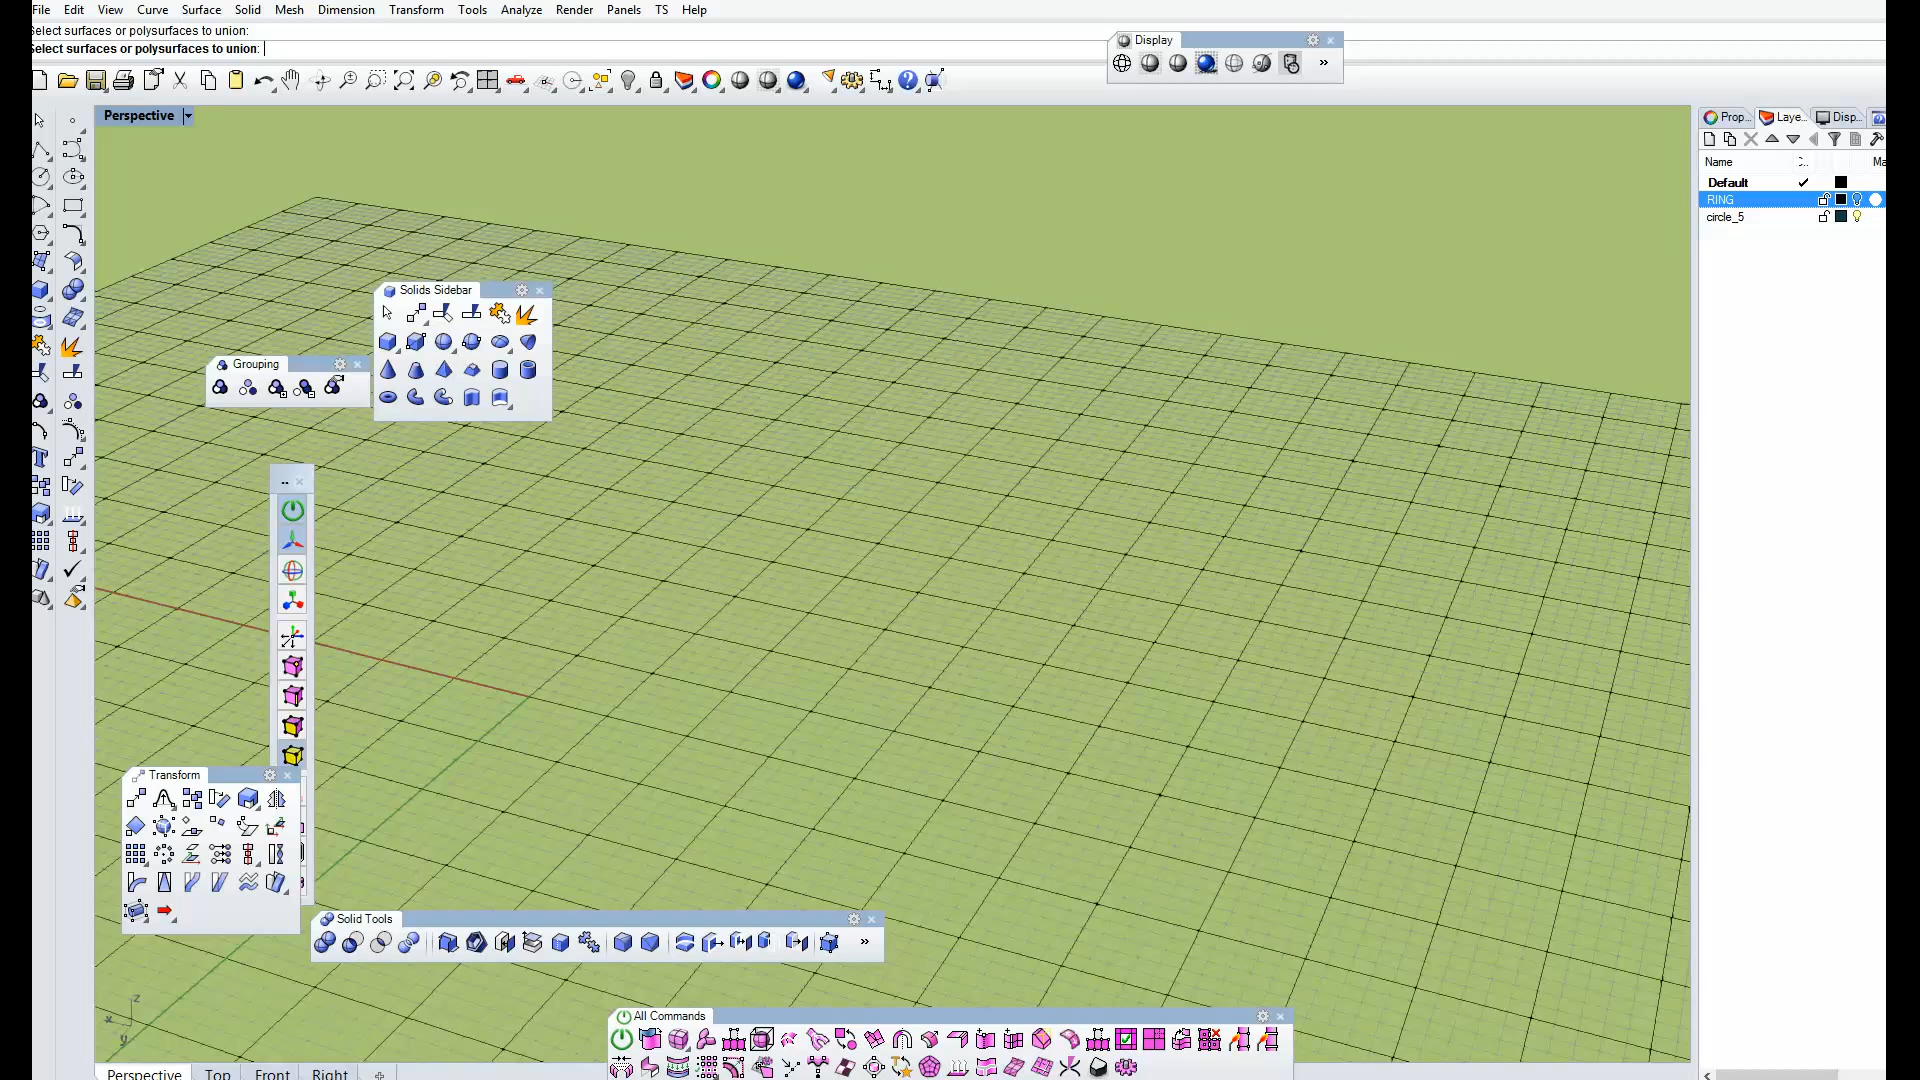 File Edit View Curve Surface Solid Mesh Dimension Transform Tools Analyze Render Panels TS Help
Select surfaces or polysurfaces to union:
Select surfaces or polysurfaces to union:
Display
Perspective
Prop... Laye... Disp...
Name
Default
RING
circle_5
Solids Sidebar
Grouping
Transform
Solid Tools
All Commands
z
x
y
Perspective Top Front Right